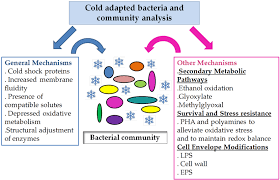 Cold adapted bacteria and
community analysis
General Mechanisms
. Cold shock proteins
. Increased membrane
fluidity
. Presence of
compatible solutes
. Depressed oxidative
metabolism
. Structural adjustment
of enzymes
Bacterial community
Other Mechanisms
.Secondary Metabolic
Pathways
. Ethanol oxidation
. Glyoxylate
. Methylglyoxal
.Survival and Stress resistance
. PHA and polyamines to
alleviate oxidative stress
and to maintain redox balance
.Cell Envelope Modifications
. LPS
. Cell wall
. EPS